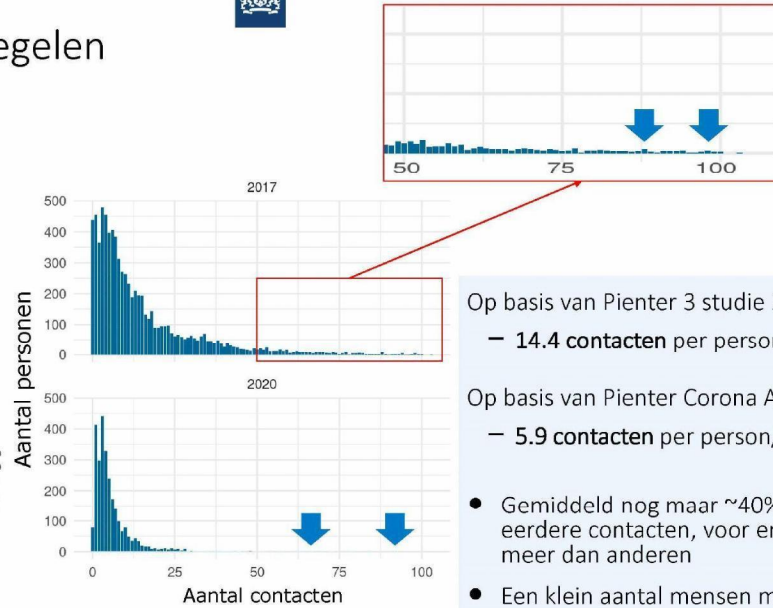 egelen
50 75 100
2017
500
400
300
200
100
0
2020
500
400
300
200
100
0
0 25 50 75 100
Aantal personen
Aantal contacten
Op basis van Pienter 3 studie
– 14.4 contacten per perso
Op basis van Pienter Corona A
– 5.9 contacten per person,
• Gemiddeld nog maar ~40%
eerdere contacten, voor e
meer dan anderen
• Een klein aantal mensen m